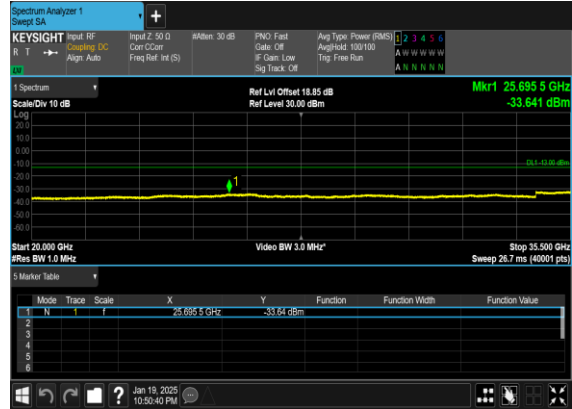 Spectrum Analyzer 1
Swept SA
+
KEYSIGHT
R T
Input: RF
Coupling: DC
Align: Auto
Input Z: 50 Ω
Corr CCorr
Freq Ref: Int (S)
#Atten: 30 dB
PNO: Fast
Gate: Off
IF Gain: Low
Sig Track: Off
Avg Type: Power (RMS)
Avg|Hold: 100/100
Trig: Free Run
1 2 3 4 5 6
A W W W W W
A N N N N N
1 Spectrum
Scale/Div 10 dB
Ref Lvl Offset 18.85 dB
Ref Level 30.00 dBm
Mkr1 25.695 5 GHz
-33.641 dBm
Log
20.0
10.0
0.00
-10.0
-20.0
-30.0
-40.0
-50.0
-60.0
1
DL1 -13.00 dBm
Start 20.000 GHz
#Res BW 1.0 MHz
Video BW 3.0 MHz*
Stop 35.500 GHz
Sweep 26.7 ms (40001 pts)
5 Marker Table
Mode Trace Scale X Y Function Function Width Function Value
1 N 1 f 25.695 5 GHz -33.64 dBm
2
3
4
5
6
?
Jan 19, 2025
10:50:40 PM